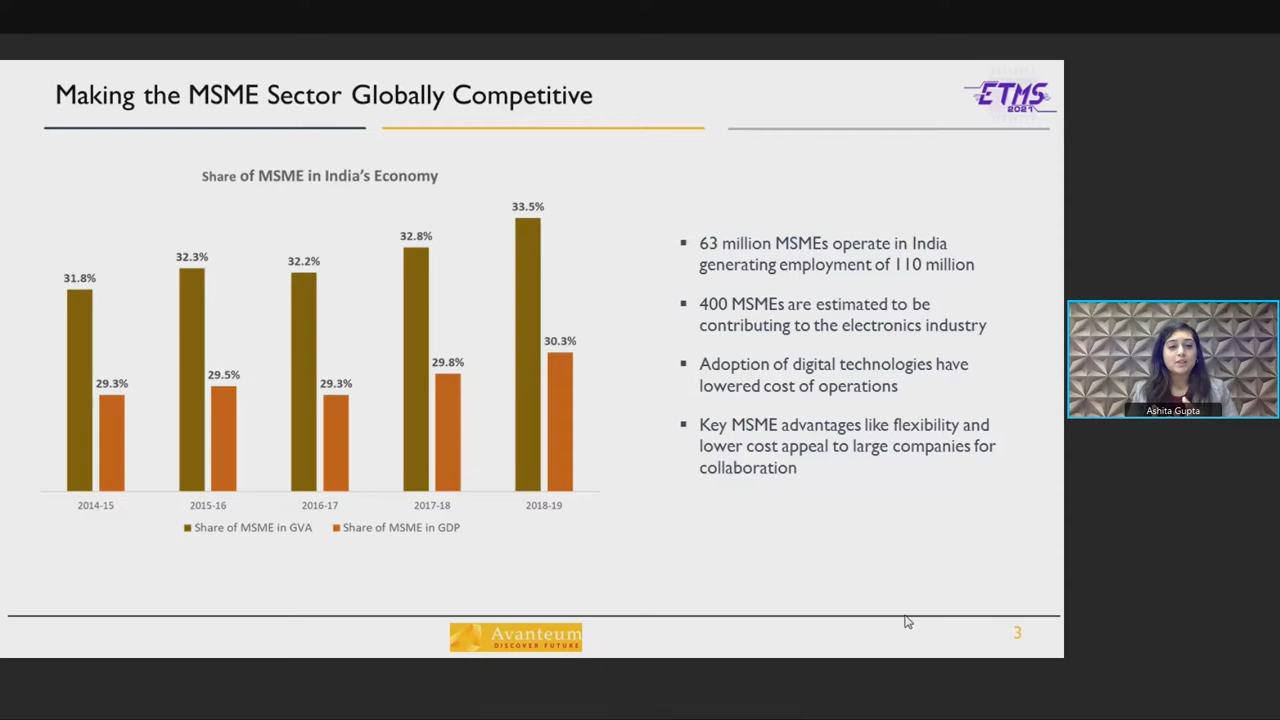 Making the MSME Sector Globally Competitive
ETMS
2021
Share of MSME in India's Economy
33.5%
32.8%
32.3%
32.2%
31.8%
30.3%
29.8%
29.5%
29.3%
29.3%
2014-15
2015-16
2016-17
2017-18
2018-19
Share of MSME in GVA
Share of MSME in GDP
63 million MSMEs operate in India
generating employment of 110 million
400 MSMEs are estimated to be
contributing to the electronics industry
Adoption of digital technologies have
lowered cost of operations
Key MSME advantages like flexibility and
lower cost appeal to large companies for
collaboration
Ashita Gupta
Avanteum
DISCOVER FUTURE
3